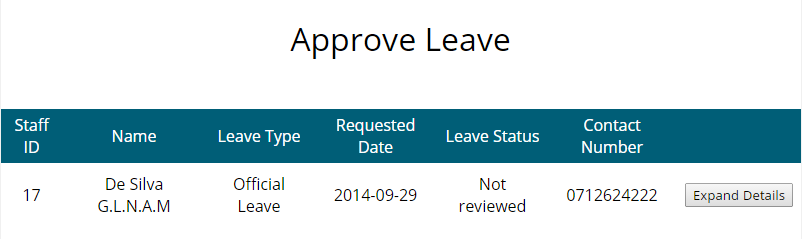 Approve Leave
Staff ID Name Leave Type Requested Date Leave Status Contact Number
17 De Silva G.L.N.A.M Official Leave 2014-09-29 Not reviewed 0712624222 Expand Details